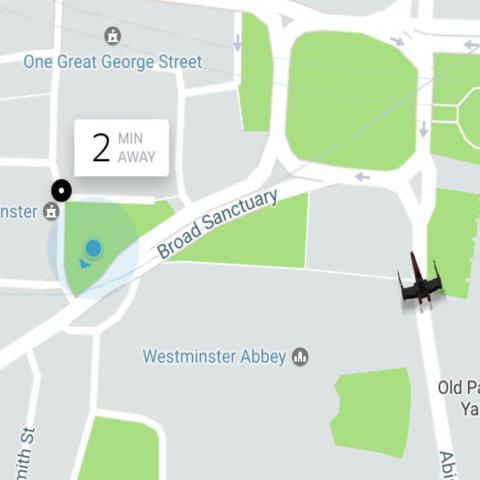 One Great George Street
2 MIN
AWAY
nster
Broad Sanctuary
Westminster Abbey
Old Pa
Ya
mith St
Abi